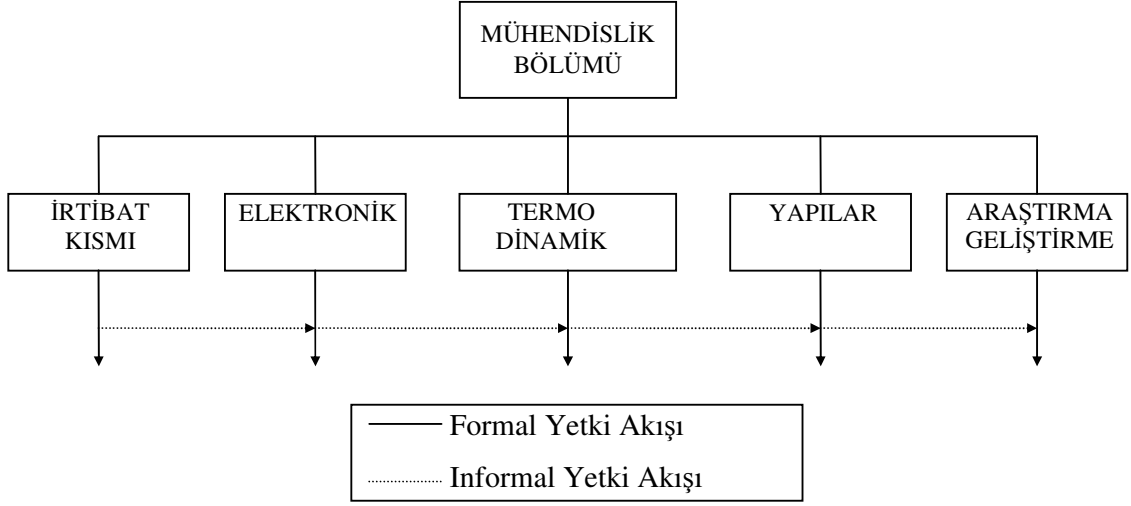 MÜHENDİSLİK
BÖLÜMÜ
İRTİBAT
KISMI
ELEKTRONİK
TERMO
DİNAMİK
YAPILAR
ARAŞTIRMA
GELİŞTİRME
Formal Yetki Akışı
Informal Yetki Akışı